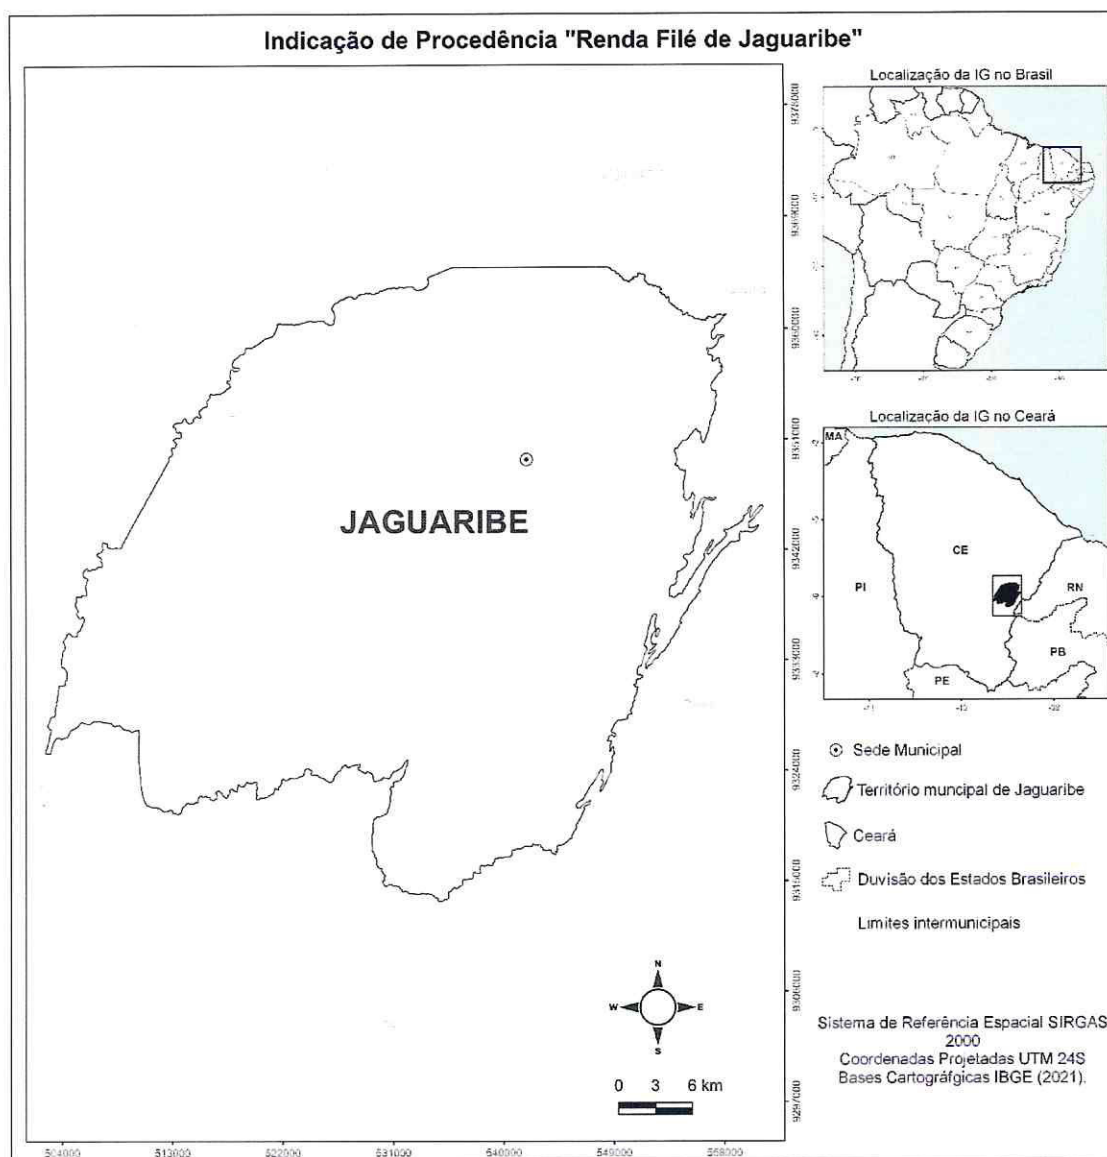 Indicação de Procedência "Renda Filé de Jaguaribe"
Localização da IG no Brasil
9378000
9369000
9360000
9351000
9342000
9333000
9324000
9315000
9306000
9297000
JAGUARIBE
Localização da IG no Ceará
MA
CE
PI
RN
PB
PE
Sede Municipal
Território muncipal de Jaguaribe
Ceará
Duvisão dos Estados Brasileiros
Limites intermunicipais
N
W
E
S
0 3 6 km
Sistema de Referência Espacial SIRGAS
2000
Coordenadas Projetadas UTM 24S
Bases Cartográfgicas IBGE (2021).
504000 513000 522000 531000 540000 549000 558000